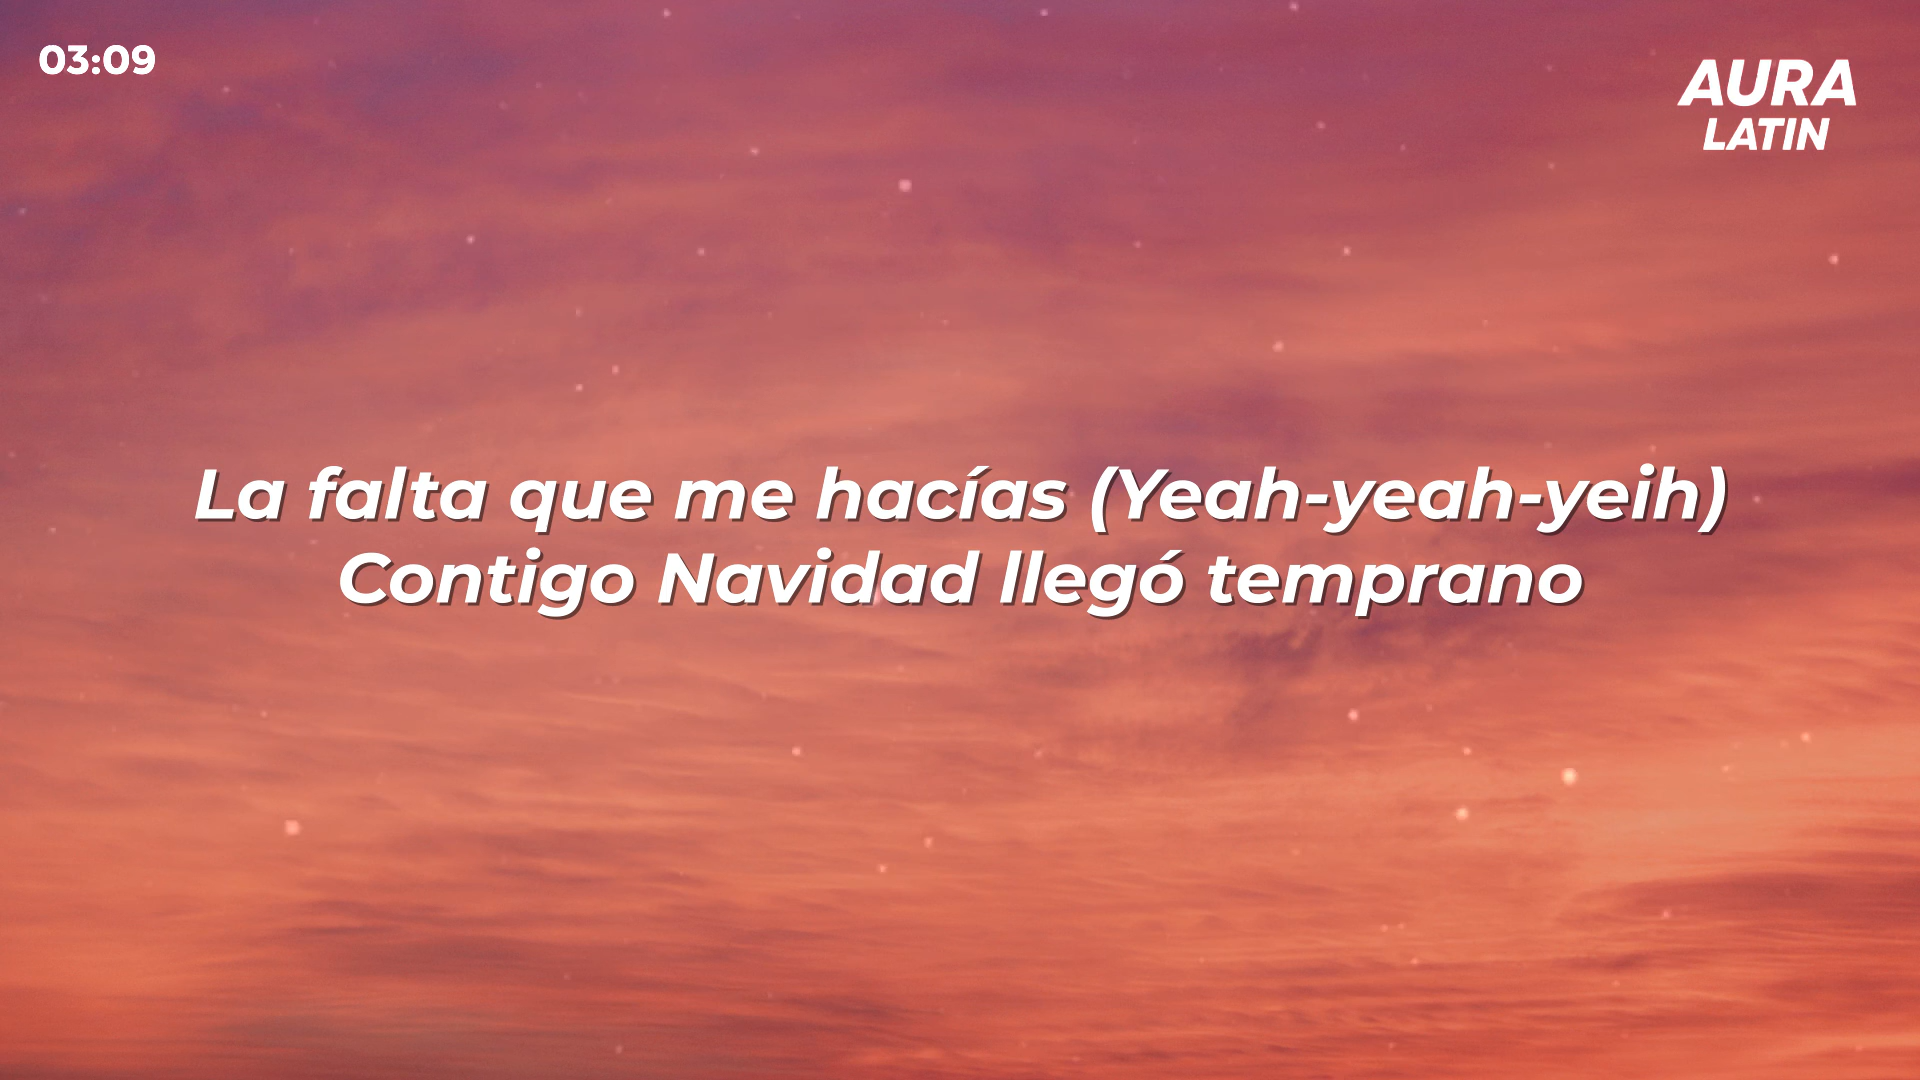 03:09
AURA
LATIN
La falta que me hacías (Yeah-yeah-yeih)
Contigo Navidad llegó temprano